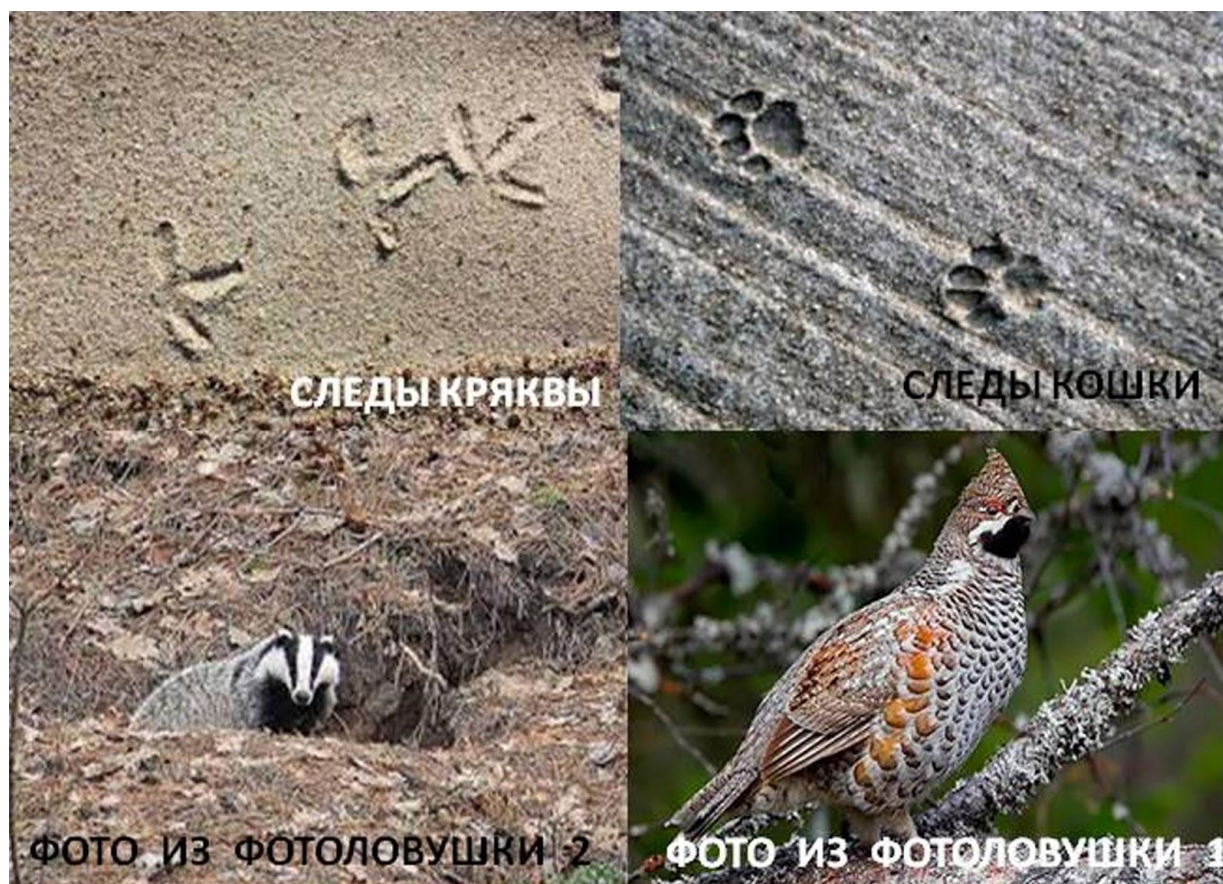 СЛЕДЫ КРЯКВЫ
СЛЕДЫ КОШКИ
ФОТО ИЗ ФОТОЛОВУШКИ 2
ФОТО ИЗ ФОТОЛОВУШКИ 1